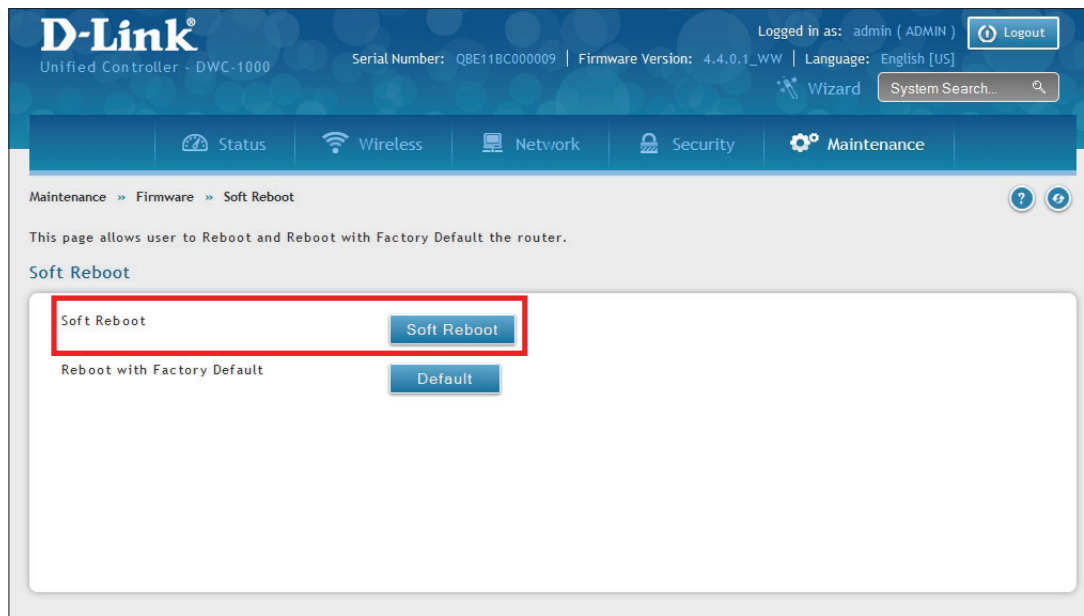 D-Link®
Unified Controller - DWC-1000
Logged in as: admin ( ADMIN ) Logout
Serial Number: QBE11BC000009 | Firmware Version: 4.4.0.1_WW | Language: English [US]
Wizard System Search...
Status Wireless Network Security Maintenance
Maintenance » Firmware » Soft Reboot
?
This page allows user to Reboot and Reboot with Factory Default the router.
Soft Reboot
Soft Reboot Soft Reboot
Reboot with Factory Default Default